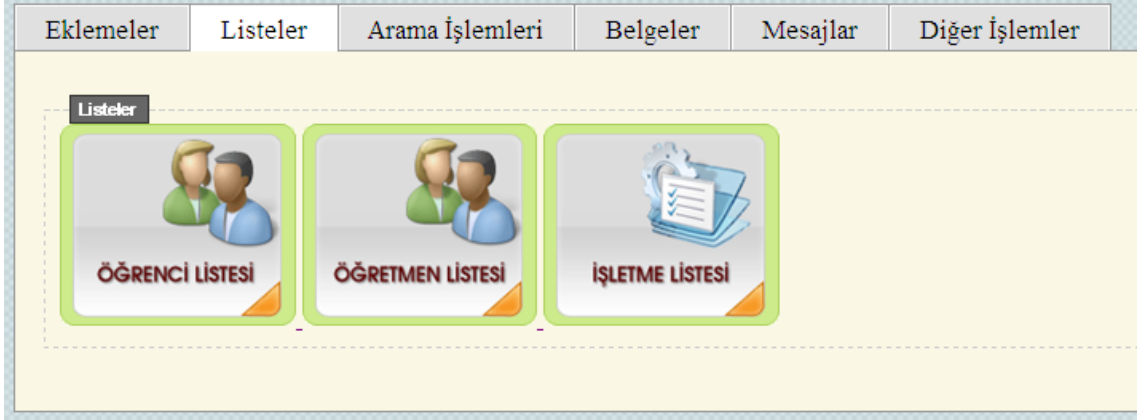 Eklemeler Listeler Arama İşlemleri Belgeler Mesajlar Diğer İşlemler
Listeler
ÖĞRENCİ LİSTESİ ÖĞRETMEN LİSTESİ İŞLETME LİSTESİ